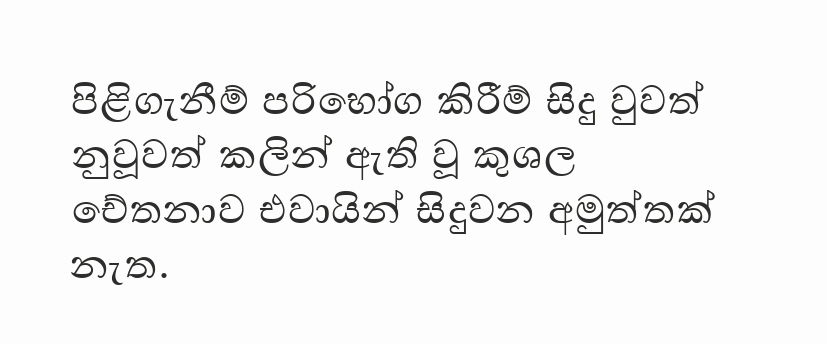 පිළිගැනීම් පරිභෝග කිරීම් සිදු වුවත්
නුවූවත් කලින් ඇති වූ කුශල
චේතනාව එවායින් සිදුවන අමුත්තක්
නැත.